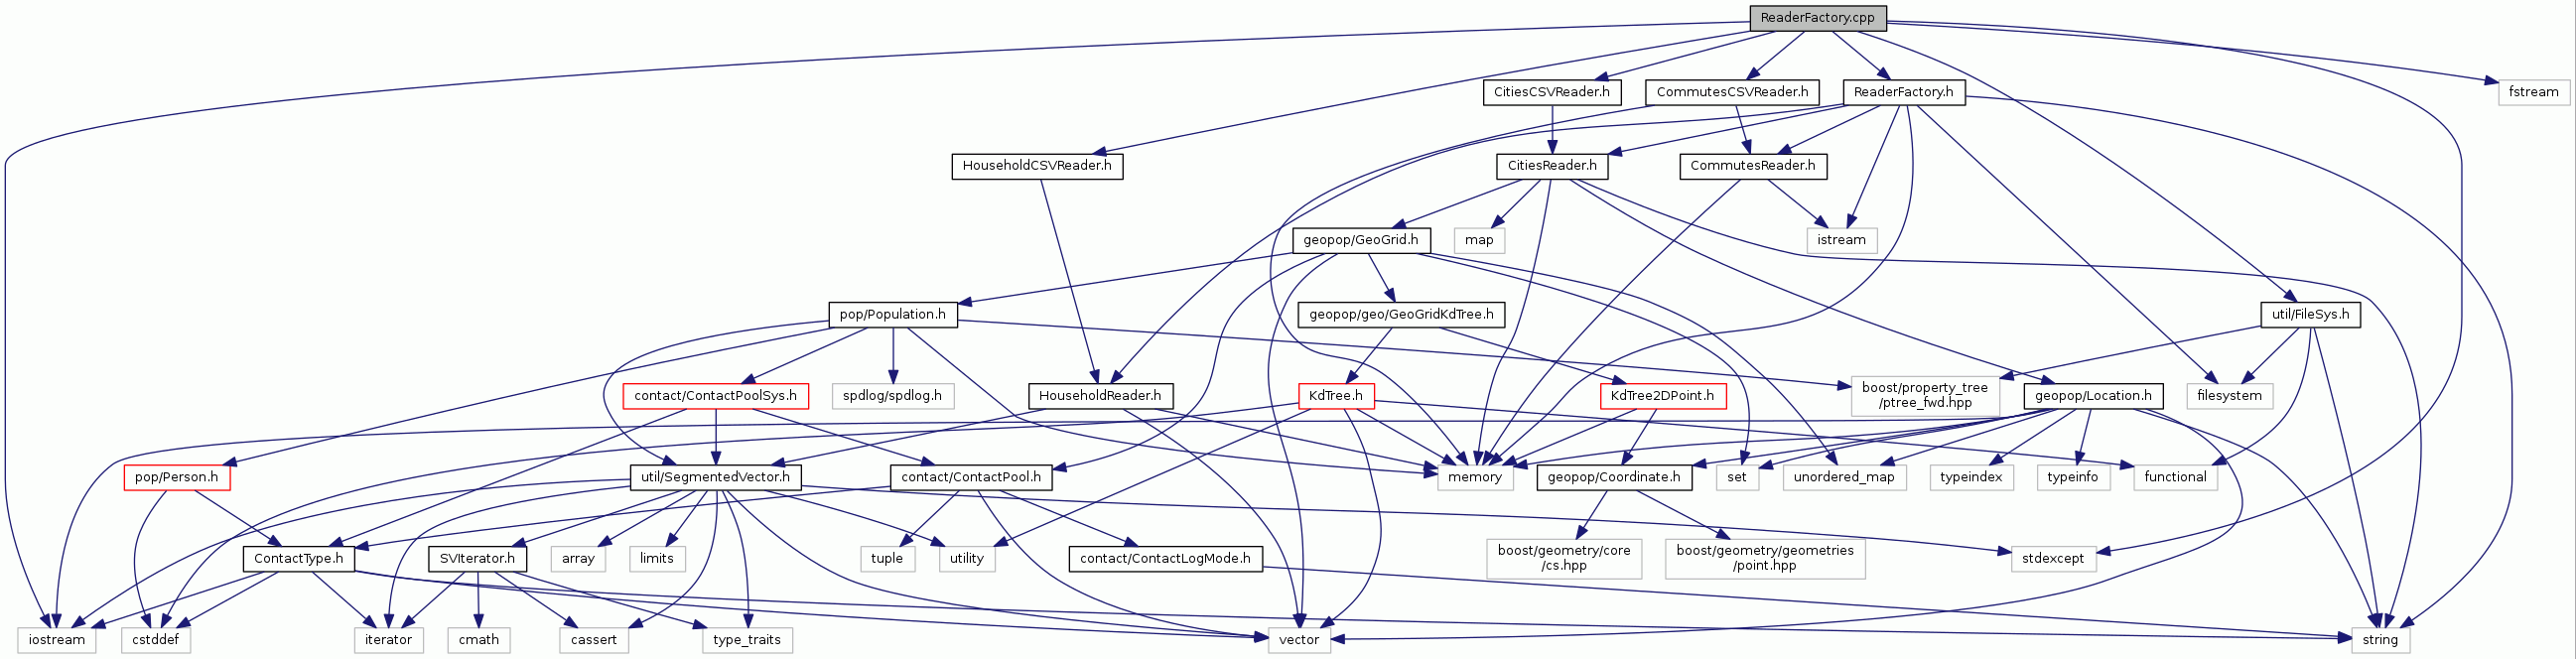 ReaderFactory.cpp
CitiesCSVReader.h
CommutesCSVReader.h
ReaderFactory.h
fstream
HouseholdCSVReader.h
CitiesReader.h
CommutesReader.h
geopop/GeoGrid.h
map
istream
pop/Population.h
geopop/geo/GeoGridKdTree.h
util/FileSys.h
contact/ContactPoolSys.h
spdlog/spdlog.h
HouseholdReader.h
KdTree.h
KdTree2DPoint.h
boost/property_tree
/ptree_fwd.hpp
geopop/Location.h
filesystem
pop/Person.h
util/SegmentedVector.h
contact/ContactPool.h
memory
geopop/Coordinate.h
set
unordered_map
typeindex
typeinfo
functional
ContactType.h
SVIterator.h
array
limits
tuple
utility
contact/ContactLogMode.h
boost/geometry/core
/cs.hpp
boost/geometry/geometries
/point.hpp
stdexcept
iostream
cstddef
iterator
cmath
cassert
type_traits
vector
string